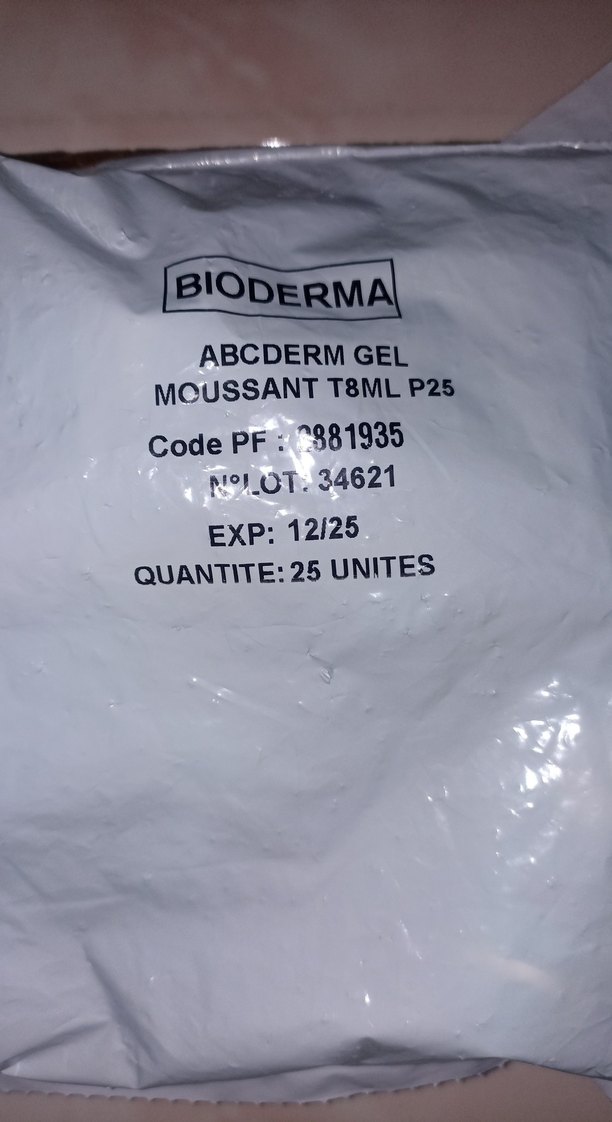 BIODERMA
ABCDERM GEL
MOUSSANT T8ML P25
Code PF :
N°LOT: 34621
EXP: 12/25
QUANTITE: 25 UNITES